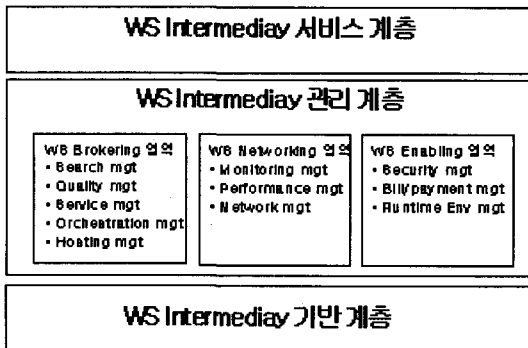 WS Intermediay 서비스 계층
WS Intermediay 관리 계층
WS Brokering 영역
• Search mgt
• Quality mgt
• Service mgt
• Orchestration mgt
• Hosting mgt
WS Networking 영역
• Monitoring mgt
• Performance mgt
• Network mgt
WS Enabling 영역
• Security mgt
• Bill/payment mgt
• Runtime Env mgt
WS Intermediay 기반 계층